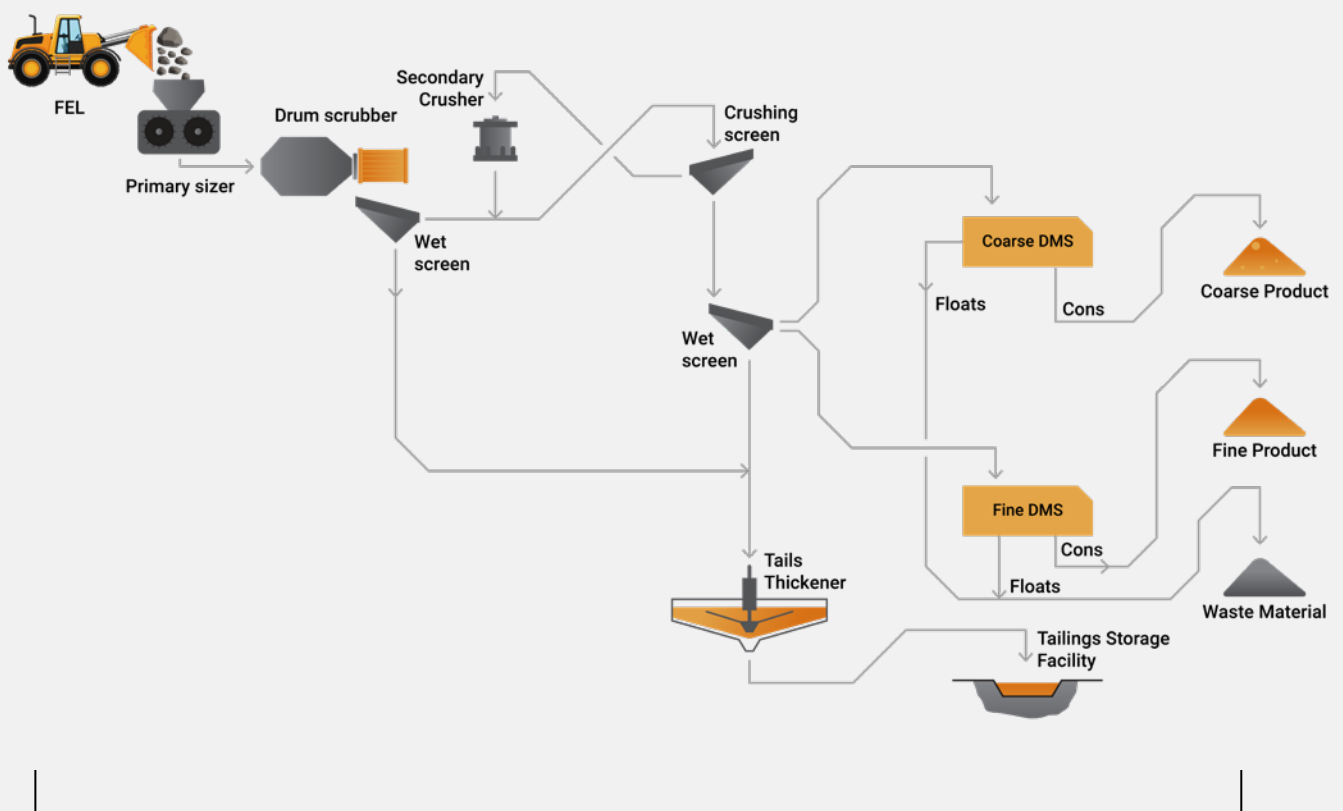 FEL
Primary sizer
Drum scrubber
Secondary
Crusher
Crushing
screen
Wet
screen
Wet
screen
Coarse DMS
Floats
Cons
Coarse Product
Fine Product
Fine DMS
Cons
Floats
Waste Material
Tails
Thickener
Tailings Storage
Facility